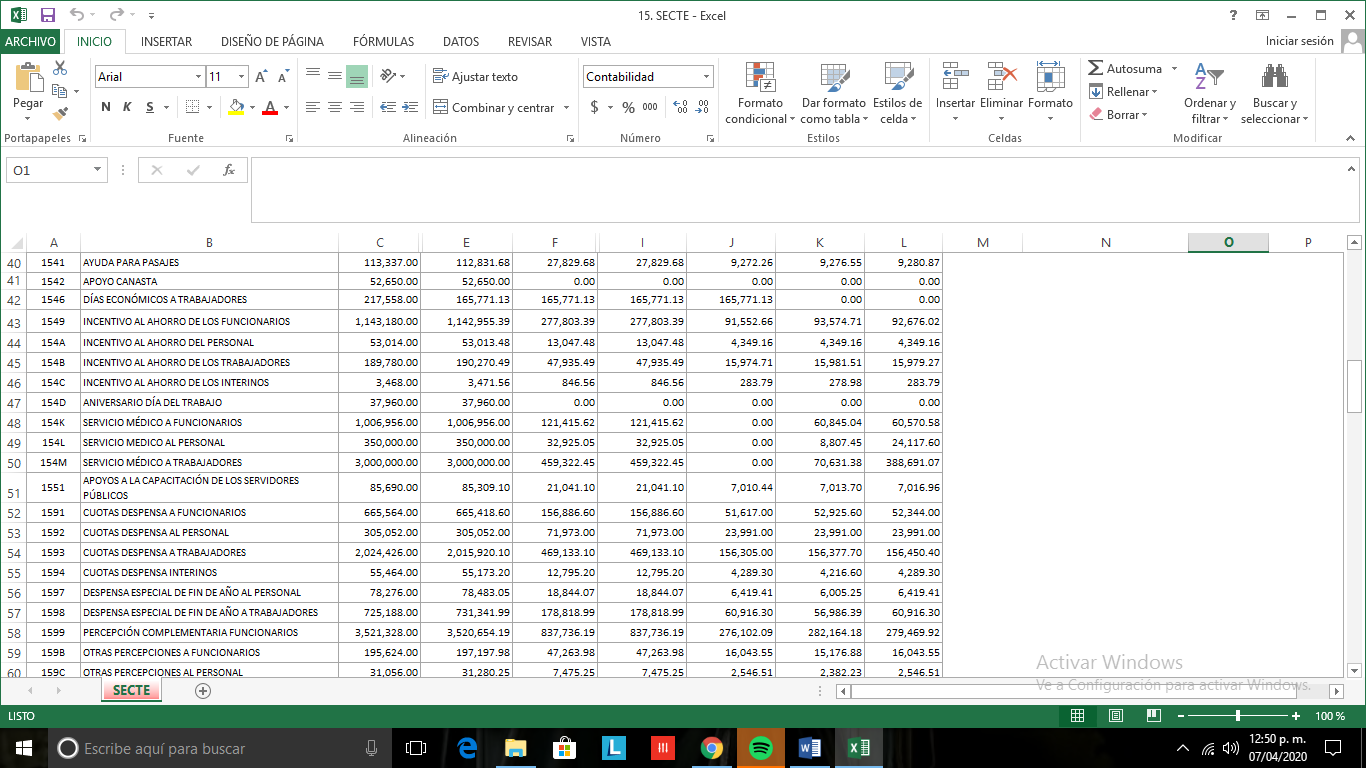 15. SECTE - Excel
?
ARCHIVO INICIO INSERTAR DISEÑO DE PÁGINA FÓRMULAS DATOS REVISAR VISTA Iniciar sesión
Pegar
Arial 11 A A
N K S A
Ajustar texto
Combinar y centrar
Contabilidad
$ % 000
Formato condicional
Dar formato como tabla
Estilos de celda
Insertar Eliminar Formato
Autosuma
Rellenar
Borrar
Ordenar y filtrar
Buscar y seleccionar
Portapapeles Fuente Alineación Número Estilos Celdas Modificar
O1 fx
A B C E F I J K L M N O P
40 1541 AYUDA PARA PASAJES 113,337.00 112,831.68 27,829.68 27,829.68 9,272.26 9,276.55 9,280.87
41 1542 APOYO CANASTA 52,650.00 52,650.00 0.00 0.00 0.00 0.00 0.00
42 1546 DÍAS ECONÓMICOS A TRABAJADORES 217,558.00 165,771.13 165,771.13 165,771.13 165,771.13 0.00 0.00
43 1549 INCENTIVO AL AHORRO DE LOS FUNCIONARIOS 1,143,180.00 1,142,955.39 277,803.39 277,803.39 91,552.66 93,574.71 92,676.02
44 154A INCENTIVO AL AHORRO DEL PERSONAL 53,014.00 53,013.48 13,047.48 13,047.48 4,349.16 4,349.16 4,349.16
45 154B INCENTIVO AL AHORRO DE LOS TRABAJADORES 189,780.00 190,270.49 47,935.49 47,935.49 15,974.71 15,981.51 15,979.27
46 154C INCENTIVO AL AHORRO DE LOS INTERINOS 3,468.00 3,471.56 846.56 846.56 283.79 278.98 283.79
47 154D ANIVERSARIO DÍA DEL TRABAJO 37,960.00 37,960.00 0.00 0.00 0.00 0.00 0.00
48 154K SERVICIO MÉDICO A FUNCIONARIOS 1,006,956.00 1,006,956.00 121,415.62 121,415.62 0.00 60,845.04 60,570.58
49 154L SERVICIO MEDICO AL PERSONAL 350,000.00 350,000.00 32,925.05 32,925.05 0.00 8,807.45 24,117.60
50 154M SERVICIO MÉDICO A TRABAJADORES 3,000,000.00 3,000,000.00 459,322.45 459,322.45 0.00 70,631.38 388,691.07
51 1551 APOYOS A LA CAPACITACIÓN DE LOS SERVIDORES
PÚBLICOS 85,690.00 85,309.10 21,041.10 21,041.10 7,010.44 7,013.70 7,016.96
52 1591 CUOTAS DESPENSA A FUNCIONARIOS 665,564.00 665,418.60 156,886.60 156,886.60 51,617.00 52,925.60 52,344.00
53 1592 CUOTAS DESPENSA AL PERSONAL 305,052.00 305,052.00 71,973.00 71,973.00 23,991.00 23,991.00 23,991.00
54 1593 CUOTAS DESPENSA A TRABAJADORES 2,024,426.00 2,015,920.10 469,133.10 469,133.10 156,305.00 156,377.70 156,450.40
55 1594 CUOTAS DESPENSA INTERINOS 55,464.00 55,173.20 12,795.20 12,795.20 4,289.30 4,216.60 4,289.30
56 1597 DESPENSA ESPECIAL DE FIN DE AÑO AL PERSONAL 78,276.00 78,483.05 18,844.07 18,844.07 6,419.41 6,005.25 6,419.41
57 1598 DESPENSA ESPECIAL DE FIN DE AÑO A TRABAJADORES 725,188.00 731,341.99 178,818.99 178,818.99 60,916.30 56,986.39 60,916.30
58 1599 PERCEPCIÓN COMPLEMENTARIA FUNCIONARIOS 3,521,328.00 3,520,654.19 837,736.19 837,736.19 276,102.09 282,164.18 279,469.92
59 159B OTRAS PERCEPCIONES A FUNCIONARIOS 195,624.00 197,197.98 47,263.98 47,263.98 16,043.55 15,176.88 16,043.55
60 159C OTRAS PERCEPCIONES AL PERSONAL 31,056.00 31,280.25 7,475.25 7,475.25 2,546.51 2,382.23 2,546.51
Activar Windows
Ve a Configuración para activar Windows.
SECTE
LISTO 100 %
Escribe aquí para buscar
12:50 p. m.
07/04/2020